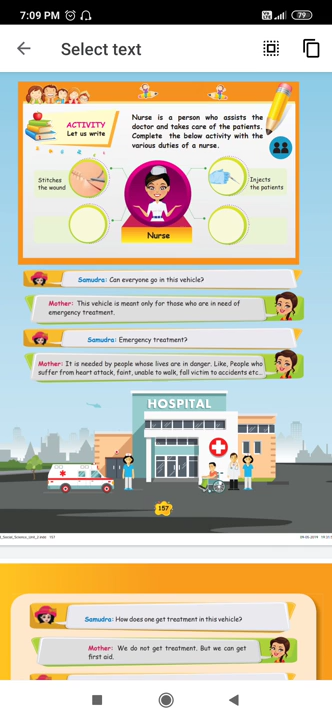 7:09 PM
79
Select text
ACTIVITY
Let us write
Nurse is a person who assists the
doctor and takes care of the patients.
Complete the below activity with the
various duties of a nurse.
Stitches
the wound
Injects
the patients
Nurse
Samudra: Can everyone go in this vehicle?
Mother: This vehicle is meant only for those who are in need of
emergency treatment.
Samudra: Emergency treatment?
Mother: It is needed by people whose lives are in danger. Like, People who
suffer from heart attack, faint, unable to walk, fall victim to accidents etc...
HOSPITAL
157
Samudra: How does one get treatment in this vehicle?
Mother: We do not get treatment. But we can get
first aid.